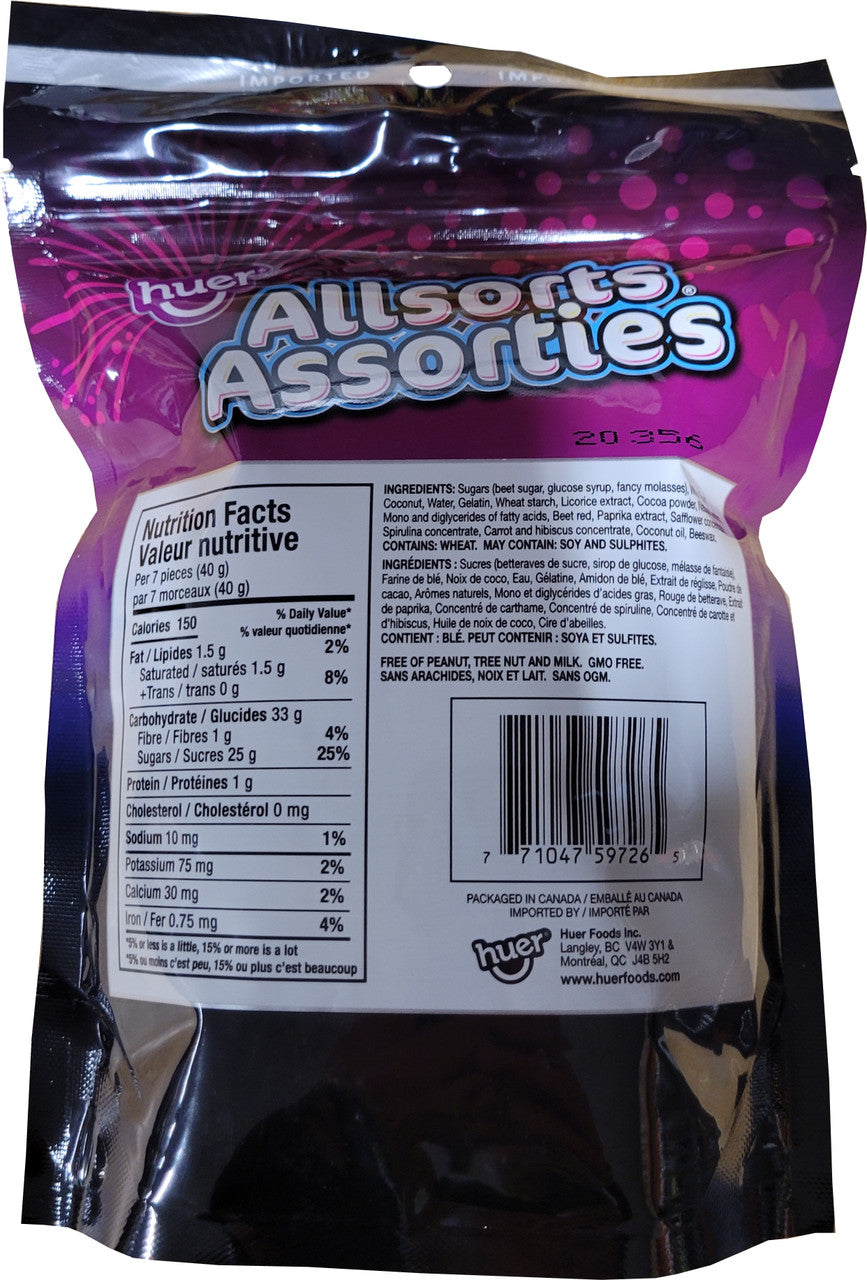 IMPORTED IMPORTED
huer
Allsorts
Assorties®
20 356
Nutrition Facts
Valeur nutritive
Per 7 pieces (40 g)
par 7 morceaux (40 g)
Calories 150
% Daily Value*
% valeur quotidienne*
Fat / Lipides 1.5 g 2%
Saturated / saturés 1.5 g
+Trans / trans 0 g 8%
Carbohydrate / Glucides 33 g
Fibre / Fibres 1 g 4%
Sugars / Sucres 25 g 25%
Protein / Protéines 1 g
Cholesterol / Cholestérol 0 mg
Sodium 10 mg 1%
Potassium 75 mg 2%
Calcium 30 mg 2%
Iron / Fer 0.75 mg 4%
*5% or less is a little, 15% or more is a lot
*5% ou moins c'est peu, 15% ou plus c'est beaucoup
INGREDIENTS: Sugars (beet sugar, glucose syrup, fancy molasses),
Coconut, Water, Gelatin, Wheat starch, Licorice extract, Cocoa powder,
Mono and diglycerides of fatty acids, Beet red, Paprika extract, Safflower
Spirulina concentrate, Carrot and hibiscus concentrate, Coconut oil, Beeswax.
CONTAINS: WHEAT. MAY CONTAIN: SOY AND SULPHITES.
INGRÉDIENTS : Sucres (betteraves de sucre, sirop de glucose, mélasse de fantaisie),
Farine de blé, Noix de coco, Eau, Gélatine, Amidon de blé, Extrait de réglisse, Poudre de
cacao, Arômes naturels, Mono et diglycérides d'acides gras, Rouge de betterave, Extrait
de paprika, Concentré de carthame, Concentré de spiruline, Concentré de carotte et
d'hibiscus, Huile de noix de coco, Cire d'abeilles.
CONTIENT : BLÉ. PEUT CONTENIR : SOYA ET SULFITES.
FREE OF PEANUT, TREE NUT AND MILK. GMO FREE.
SANS ARACHIDES, NOIX ET LAIT. SANS OGM.
7 71047 59726 5
PACKAGED IN CANADA / EMBALLÉ AU CANADA
IMPORTED BY / IMPORTÉ PAR
huer®
Huer Foods Inc.
Langley, BC V4W 3Y1 &
Montréal, QC J4B 5H2
www.huerfoods.com